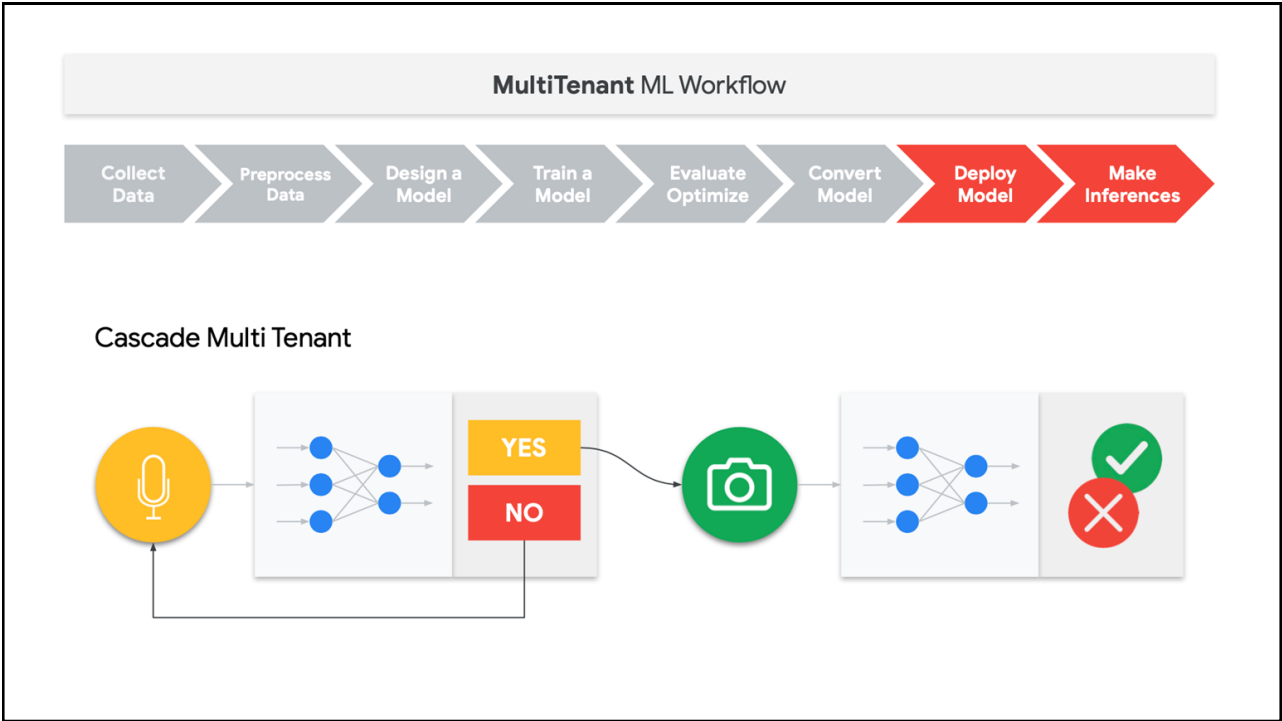 MultiTenant ML Workflow
Collect
Data
Preprocess
Data
Design a
Model
Train a
Model
Evaluate
Optimize
Convert
Model
Deploy
Model
Make
Inferences
Cascade Multi Tenant
YES
NO